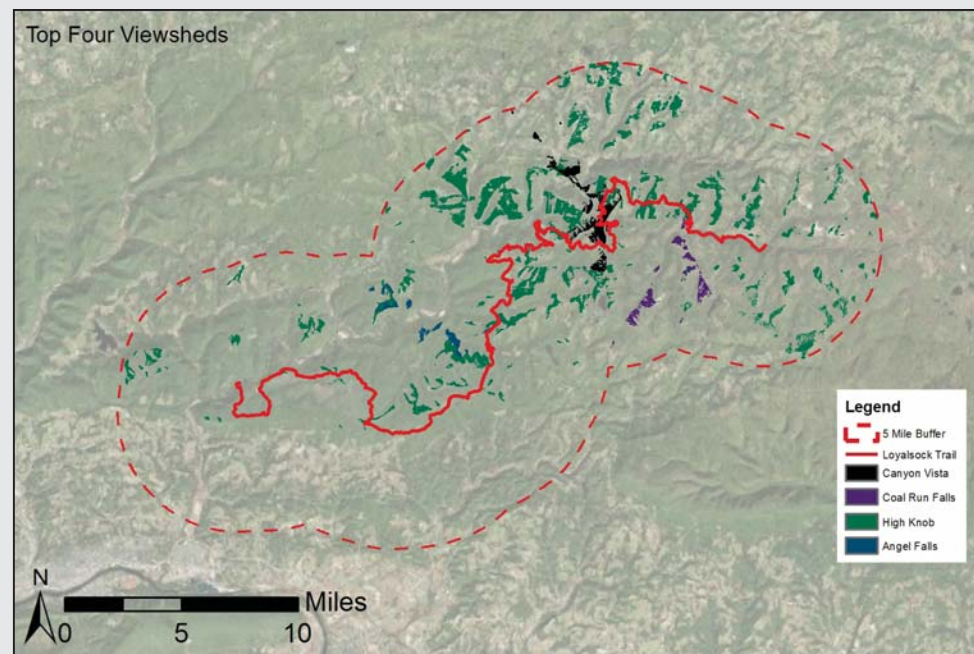 Top Four Viewsheds
Legend
5 Mile Buffer
Loyalsock Trail
Canyon Vista
Coal Run Falls
High Knob
Angel Falls
N
Miles
0 5 10